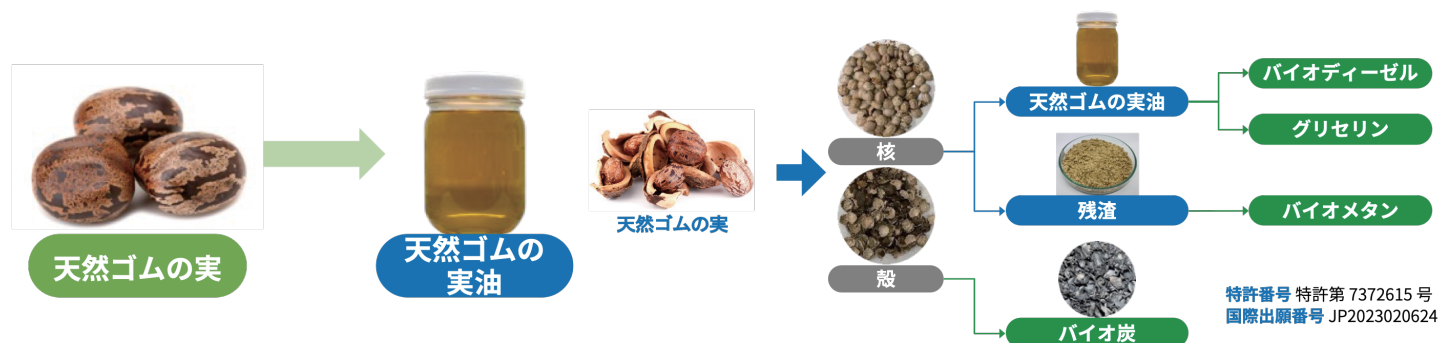 天然ゴムの実
天然ゴムの
実油
天然ゴムの実
核
殻
天然ゴムの実油
残渣
バイオ炭
バイオディーゼル
グリセリン
バイオメタン
特許番号 特許第 7372615 号
国際出願番号 JP2023020624